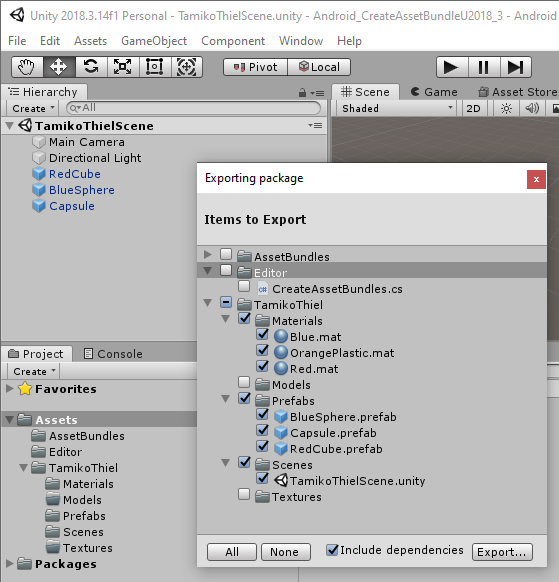 Unity 2018.3.14f1 Personal - TamikoThielScene.unity - Android_CreateAssetBundleU2018_3 - And
File Edit Assets GameObject Component Window Help
Pivot Local
Hierarchy
Create All
Scene Game Asset Store
Shaded 2D
TamikoThielScene
Main Camera
Directional Light
RedCube
BlueSphere
Capsule
Exporting package
x
Items to Export
AssetBundles
Editor
CreateAssetBundles.cs
TamikoThiel
Materials
Blue.mat
OrangePlastic.mat
Red.mat
Models
Prefabs
BlueSphere.prefab
Capsule.prefab
RedCube.prefab
Scenes
TamikoThielScene.unity
Textures
All None Include dependencies Export...
Project Console
Create
Favorites
Assets
AssetBundles
Editor
TamikoThiel
Materials
Models
Prefabs
Scenes
Textures
Packages